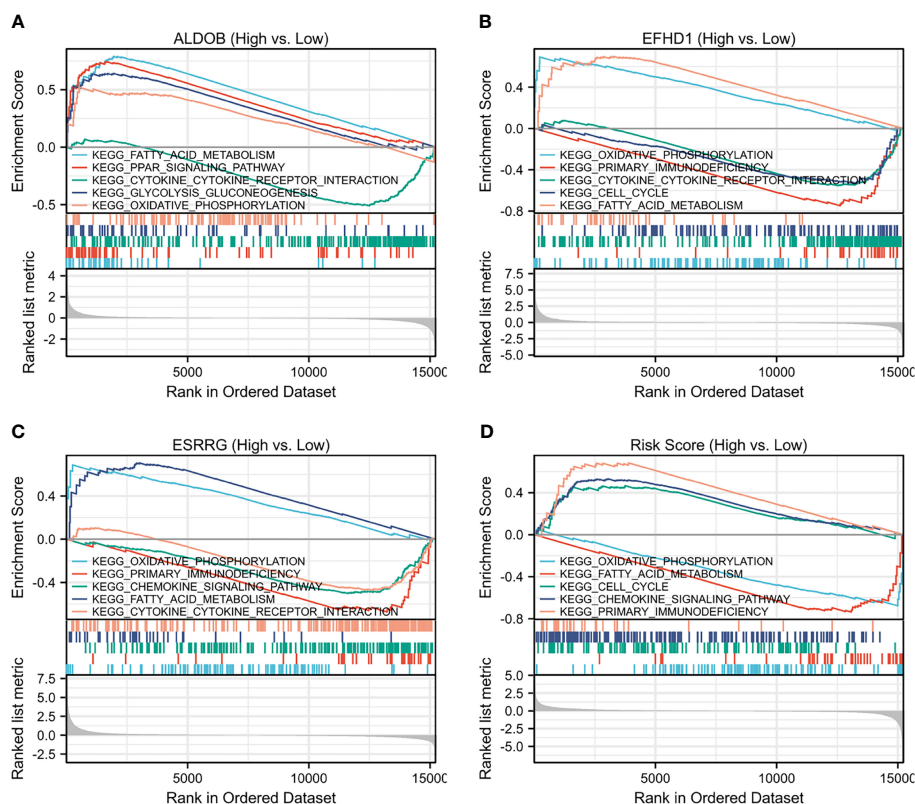 A
ALDOB (High vs. Low)
Enrichment Score
0.5
0.0
-0.5
KEGG_FATTY_ACID_METABOLISM
KEGG_PPAR_SIGNALING_PATHWAY
KEGG_CYTOKINE_CYTOKINE_RECEPTOR_INTERACTION
KEGG_GLYCOLYSIS_GLUCONEOGENESIS
KEGG_OXIDATIVE_PHOSPHORYLATION
Ranked list metric
4
2
0
-2
5000 10000 15000
Rank in Ordered Dataset
B
EFHD1 (High vs. Low)
Enrichment Score
0.4
0.0
-0.4
-0.8
KEGG_OXIDATIVE_PHOSPHORYLATION
KEGG_PRIMARY_IMMUNODEFICIENCY
KEGG_CYTOKINE_CYTOKINE_RECEPTOR_INTERACTION
KEGG_CELL_CYCLE
KEGG_FATTY_ACID_METABOLISM
Ranked list metric
7.5
5.0
2.5
0.0
-2.5
-5.0
5000 10000 15000
Rank in Ordered Dataset
C
ESRRG (High vs. Low)
Enrichment Score
0.4
0.0
-0.4
KEGG_OXIDATIVE_PHOSPHORYLATION
KEGG_PRIMARY_IMMUNODEFICIENCY
KEGG_CHEMOKINE_SIGNALING_PATHWAY
KEGG_FATTY_ACID_METABOLISM
KEGG_CYTOKINE_CYTOKINE_RECEPTOR_INTERACTION
Ranked list metric
7.5
5.0
2.5
0.0
-2.5
5000 10000 15000
Rank in Ordered Dataset
D
Risk Score (High vs. Low)
Enrichment Score
0.4
0.0
-0.4
-0.8
KEGG_OXIDATIVE_PHOSPHORYLATION
KEGG_FATTY_ACID_METABOLISM
KEGG_CELL_CYCLE
KEGG_CHEMOKINE_SIGNALING_PATHWAY
KEGG_PRIMARY_IMMUNODEFICIENCY
Ranked list metric
5.0
2.5
0.0
-2.5
-5.0
5000 10000 15000
Rank in Ordered Dataset